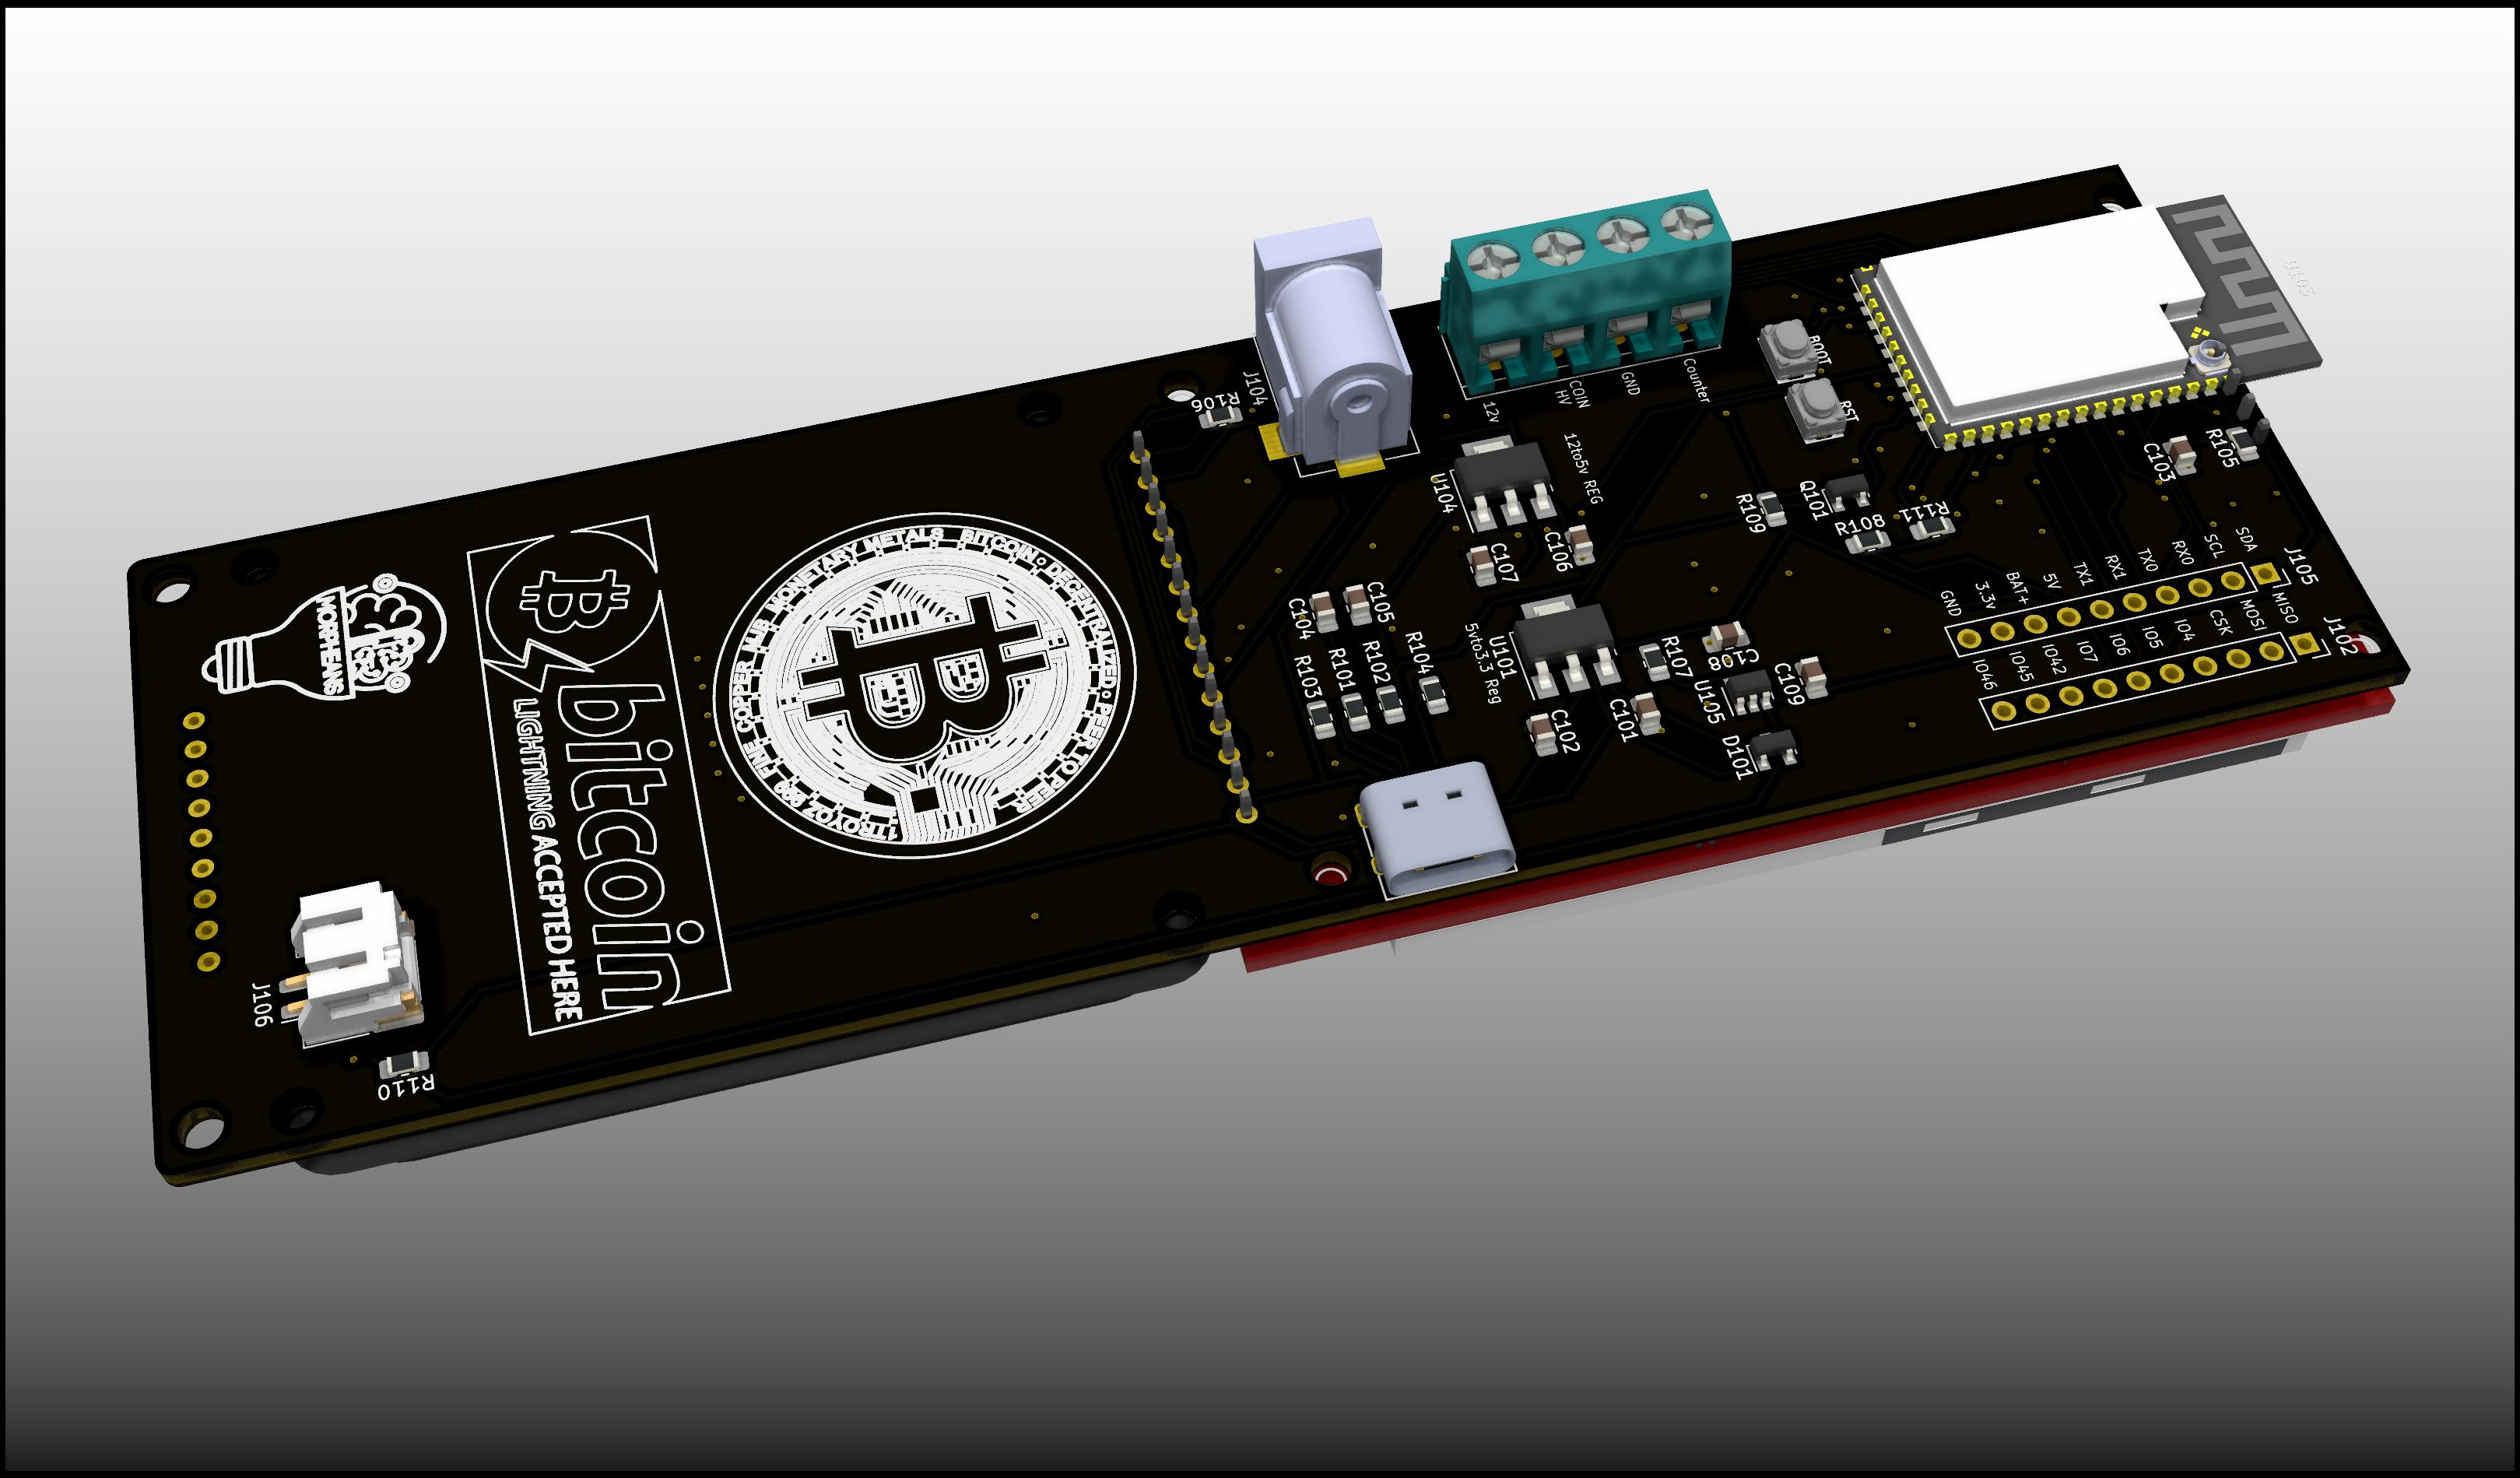 MORPHEANS
bitcoin
LIGHTNING ACCEPTED HERE
BITCOIN
DECENTRALIZED
PEER TO PEER
1 TROY OZ
.999 FINE COPPER
MJB MONETARY METALS
J106
R110
R106
J104
12v
COIN
HV
GND
Counter
BOOT
RST
U103
12to5v REG
U104
C107
C106
R109
Q101
R108
R111
C103
R105
C104
C105
R103
R101
R102
R104
5vto3.3 Reg
U101
R107
C108
U105
C109
C102
C101
D101
GND
3.3v
BAT+
5V
TX1
RX1
TX0
RX0
SCL
SDA
J105
IO46
IO45
IO42
IO7
IO6
IO5
IO4
CSK
MOSI
MISO
J102